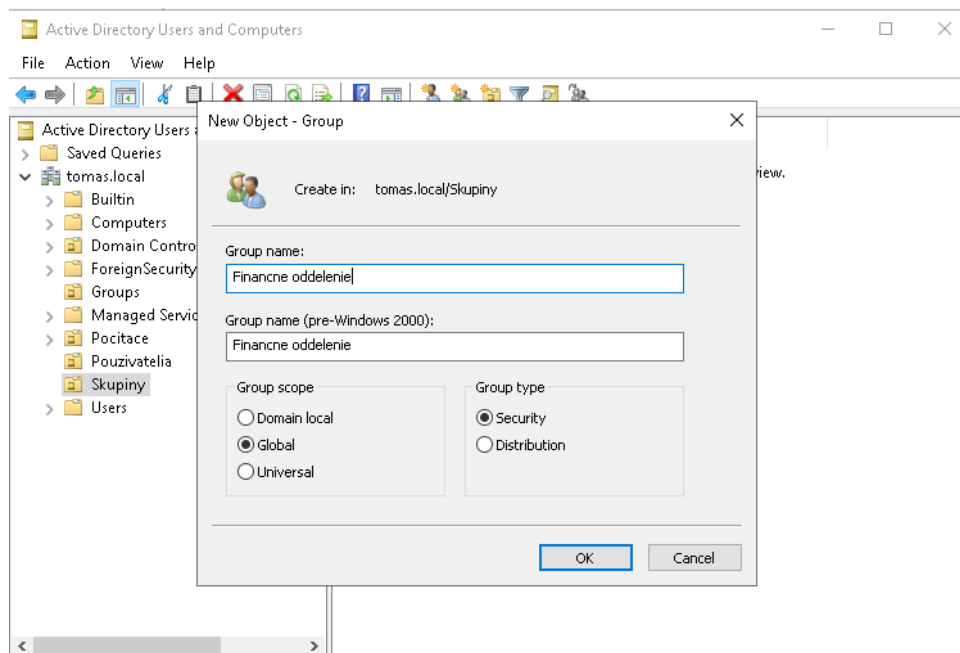 Active Directory Users and Computers
File Action View Help
Active Directory Users
Saved Queries
tomas.local
Builtin
Computers
Domain Contro
ForeignSecurity
Groups
Managed Servic
Pocitace
Pouzivatelia
Skupiny
Users
view.
New Object - Group
Create in: tomas.local/Skupiny
Group name:
Financne oddelenie
Group name (pre-Windows 2000):
Financne oddelenie
Group scope
Domain local
Global
Universal
Group type
Security
Distribution
OK Cancel